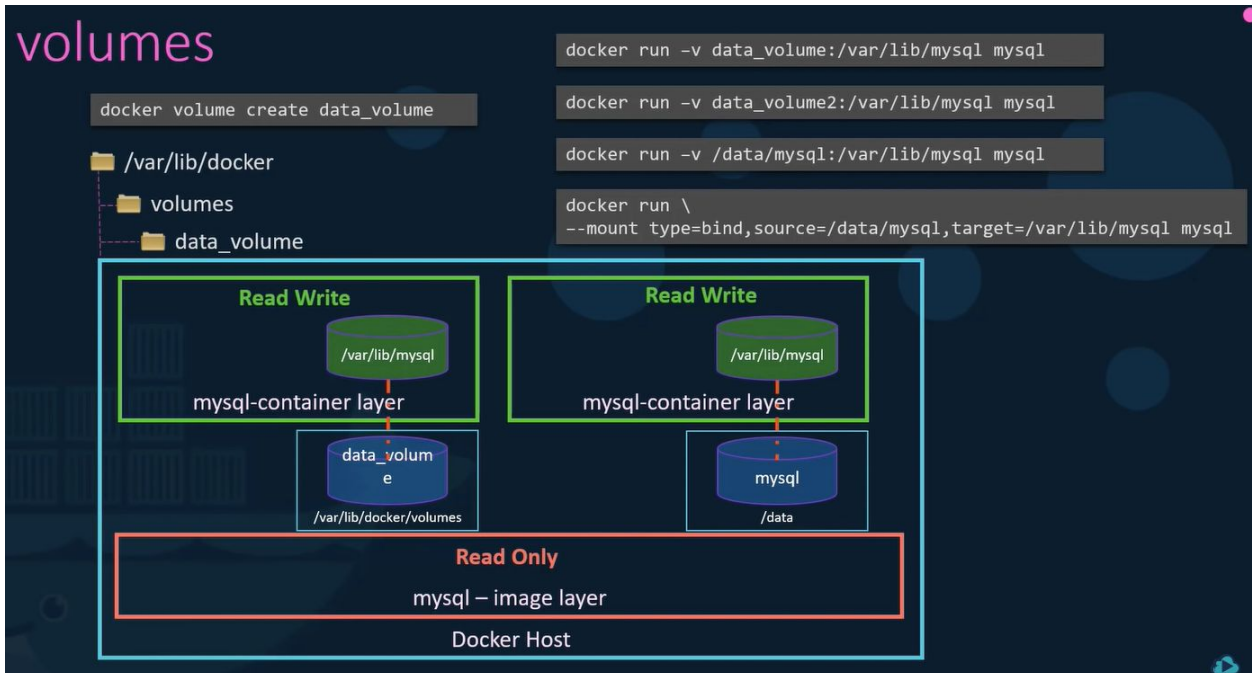 volumes
docker volume create data_volume
/var/lib/docker
volumes
data_volume
docker run –v data_volume:/var/lib/mysql mysql
docker run –v data_volume2:/var/lib/mysql mysql
docker run –v /data/mysql:/var/lib/mysql mysql
docker run \
--mount type=bind,source=/data/mysql,target=/var/lib/mysql mysql
Read Write
/var/lib/mysql
mysql-container layer
data_volum
e
/var/lib/docker/volumes
Read Write
/var/lib/mysql
mysql-container layer
mysql
/data
Read Only
mysql – image layer
Docker Host